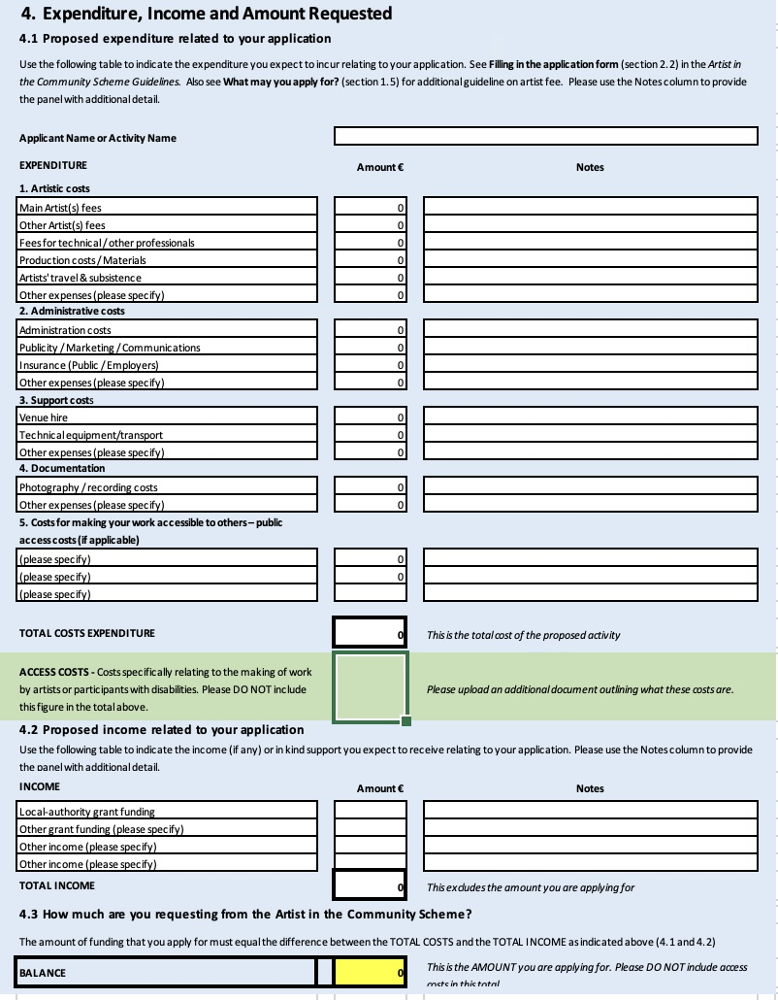 4. Expenditure, Income and Amount Requested
4.1 Proposed expenditure related to your application
Use the following table to indicate the expenditure you expect to incur relating to your application. See Filling in the application form (section 2.2) in the Artist in
the Community Scheme Guidelines. Also see What may you apply for? (section 1.5) for additional guideline on artist fee. Please use the Notes column to provide
the panel with additional detail.
Applicant Name or Activity Name
EXPENDITURE Amount € Notes
1. Artistic costs
Main Artist(s) fees 0
Other Artist(s) fees 0
Fees for technical / other professionals 0
Production costs / Materials 0
Artists' travel & subsistence 0
Other expenses (please specify) 0
2. Administrative costs
Administration costs 0
Publicity / Marketing / Communications 0
Insurance (Public / Employers) 0
Other expenses (please specify) 0
3. Support costs
Venue hire 0
Technical equipment/transport 0
Other expenses (please specify) 0
4. Documentation
Photography / recording costs 0
Other expenses (please specify) 0
5. Costs for making your work accessible to others – public
access costs (if applicable)
(please specify) 0
(please specify) 0
(please specify)
TOTAL COSTS EXPENDITURE 0 This is the total cost of the proposed activity
ACCESS COSTS - Costs specifically relating to the making of work
by artists or participants with disabilities. Please DO NOT include
this figure in the total above.
Please upload an additional document outlining what these costs are.
4.2 Proposed income related to your application
Use the following table to indicate the income (if any) or in kind support you expect to receive relating to your application. Please use the Notes column to provide
the panel with additional detail.
INCOME Amount € Notes
Local-authority grant funding
Other grant funding (please specify)
Other income (please specify)
Other income (please specify)
TOTAL INCOME 0 This excludes the amount you are applying for
4.3 How much are you requesting from the Artist in the Community Scheme?
The amount of funding that you apply for must equal the difference between the TOTAL COSTS and the TOTAL INCOME as indicated above (4.1 and 4.2)
BALANCE 0 This is the AMOUNT you are applying for. Please DO NOT include access
costs in this total